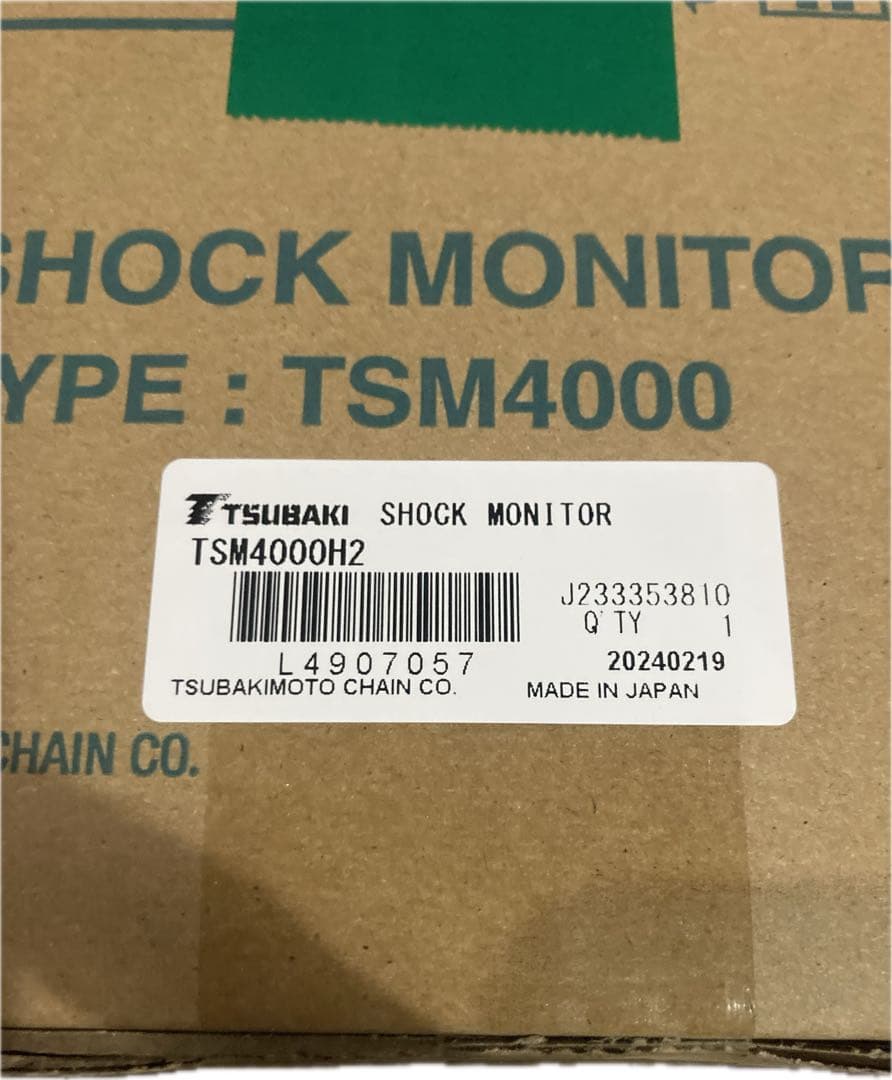 SHOCK MONITOR
YPE : TSM4000
TSUBAKI SHOCK MONITOR
TSM4000H2
J233353810
Q'TY 1
L4907057
20240219
TSUBAKIMOTO CHAIN CO. MADE IN JAPAN
CHAIN CO.